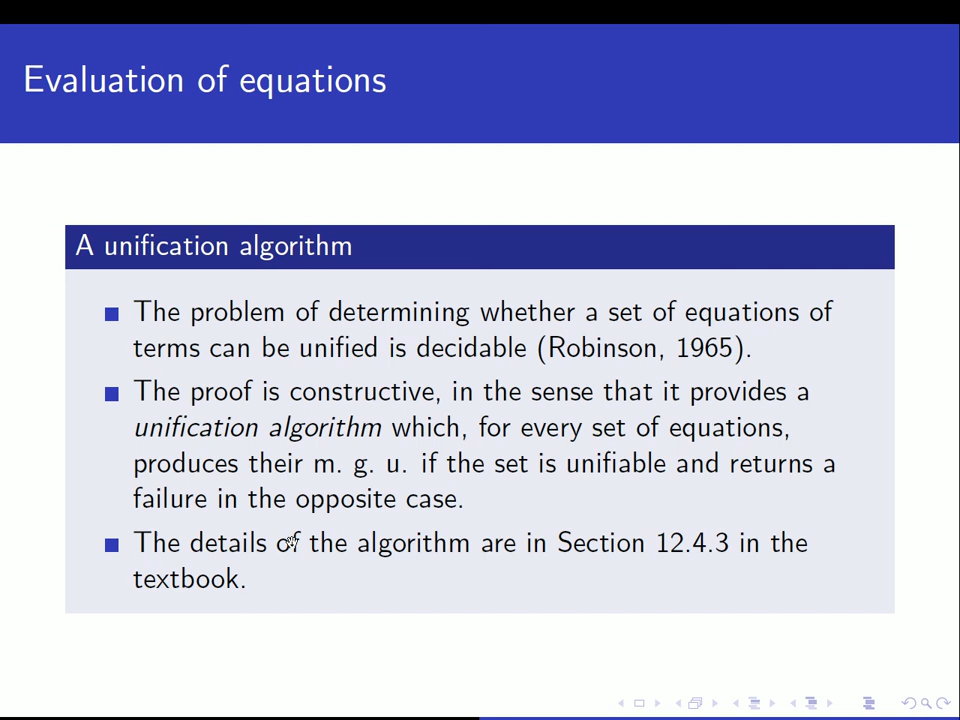 Evaluation of equations
A unification algorithm
The problem of determining whether a set of equations of
terms can be unified is decidable (Robinson, 1965).
The proof is constructive, in the sense that it provides a
unification algorithm which, for every set of equations,
produces their m. g. u. if the set is unifiable and returns a
failure in the opposite case.
The details of the algorithm are in Section 12.4.3 in the
textbook.